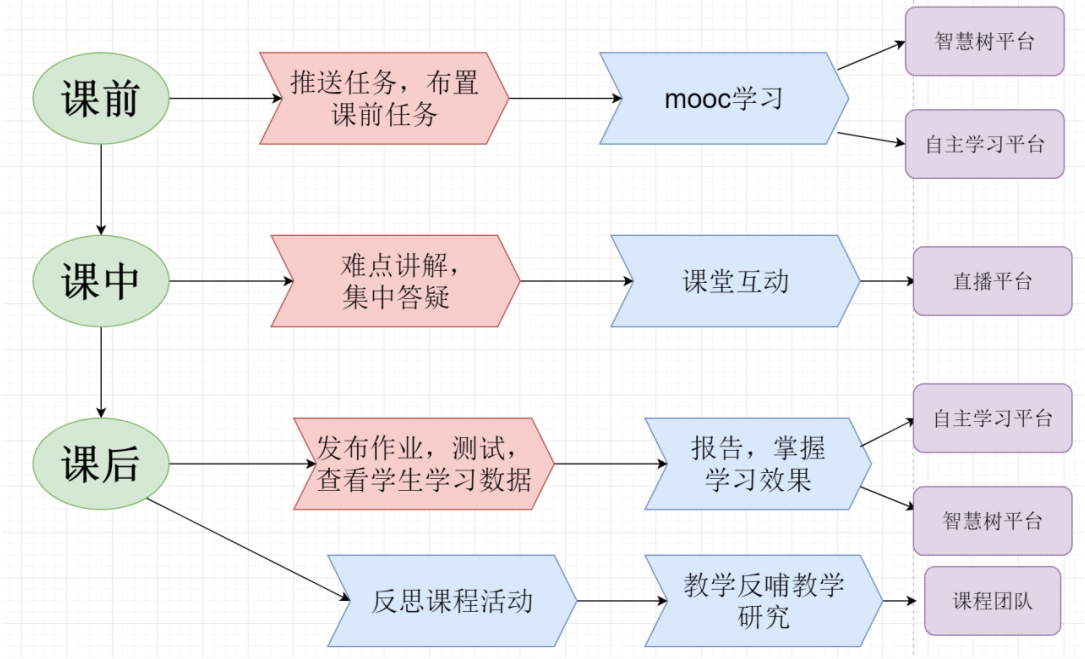 课前
推送任务，布置
课前任务
mooc学习
智慧树平台
自主学习平台
课中
难点讲解，
集中答疑
课堂互动
直播平台
课后
发布作业，测试，
查看学生学习数据
报告，掌握
学习效果
自主学习平台
智慧树平台
反思课程活动
教学反哺教学
研究
课程团队